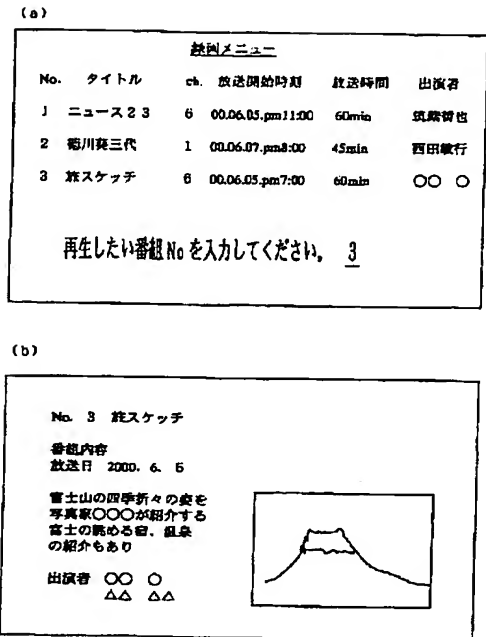 (a)
録画メニュー
No. タイトル ch. 放送開始時刻 放送時間 出演者
1 ニュース23 6 00.06.05.pm11:00 60min 筑紫哲也
2 葵徳川三代 1 00.06.07.pm8:00 45min 西田敏行
3 旅スケッチ 6 00.06.05.pm7:00 60min ○○ ○
再生したい番組Noを入力してください。 3
(b)
No. 3 旅スケッチ
番組内容
放送日 2000. 6. 5
富士山の四季折々の姿を
写真家○○○が紹介する
富士の眺める宿、温泉
の紹介もあり
出演者 ○○ ○
△△ △△